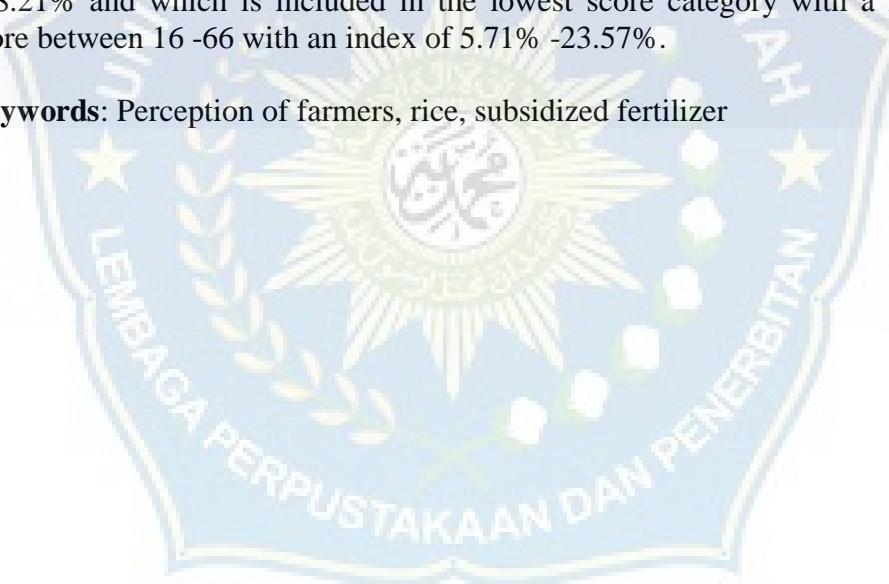 8.21% and which is included in the lowest score category with a
ore between 16 -66 with an index of 5.71% -23.57%.
ywords: Perception of farmers, rice, subsidized fertilizer
LEMBAGA PERPUSTAKAAN DAN PENERBITAN